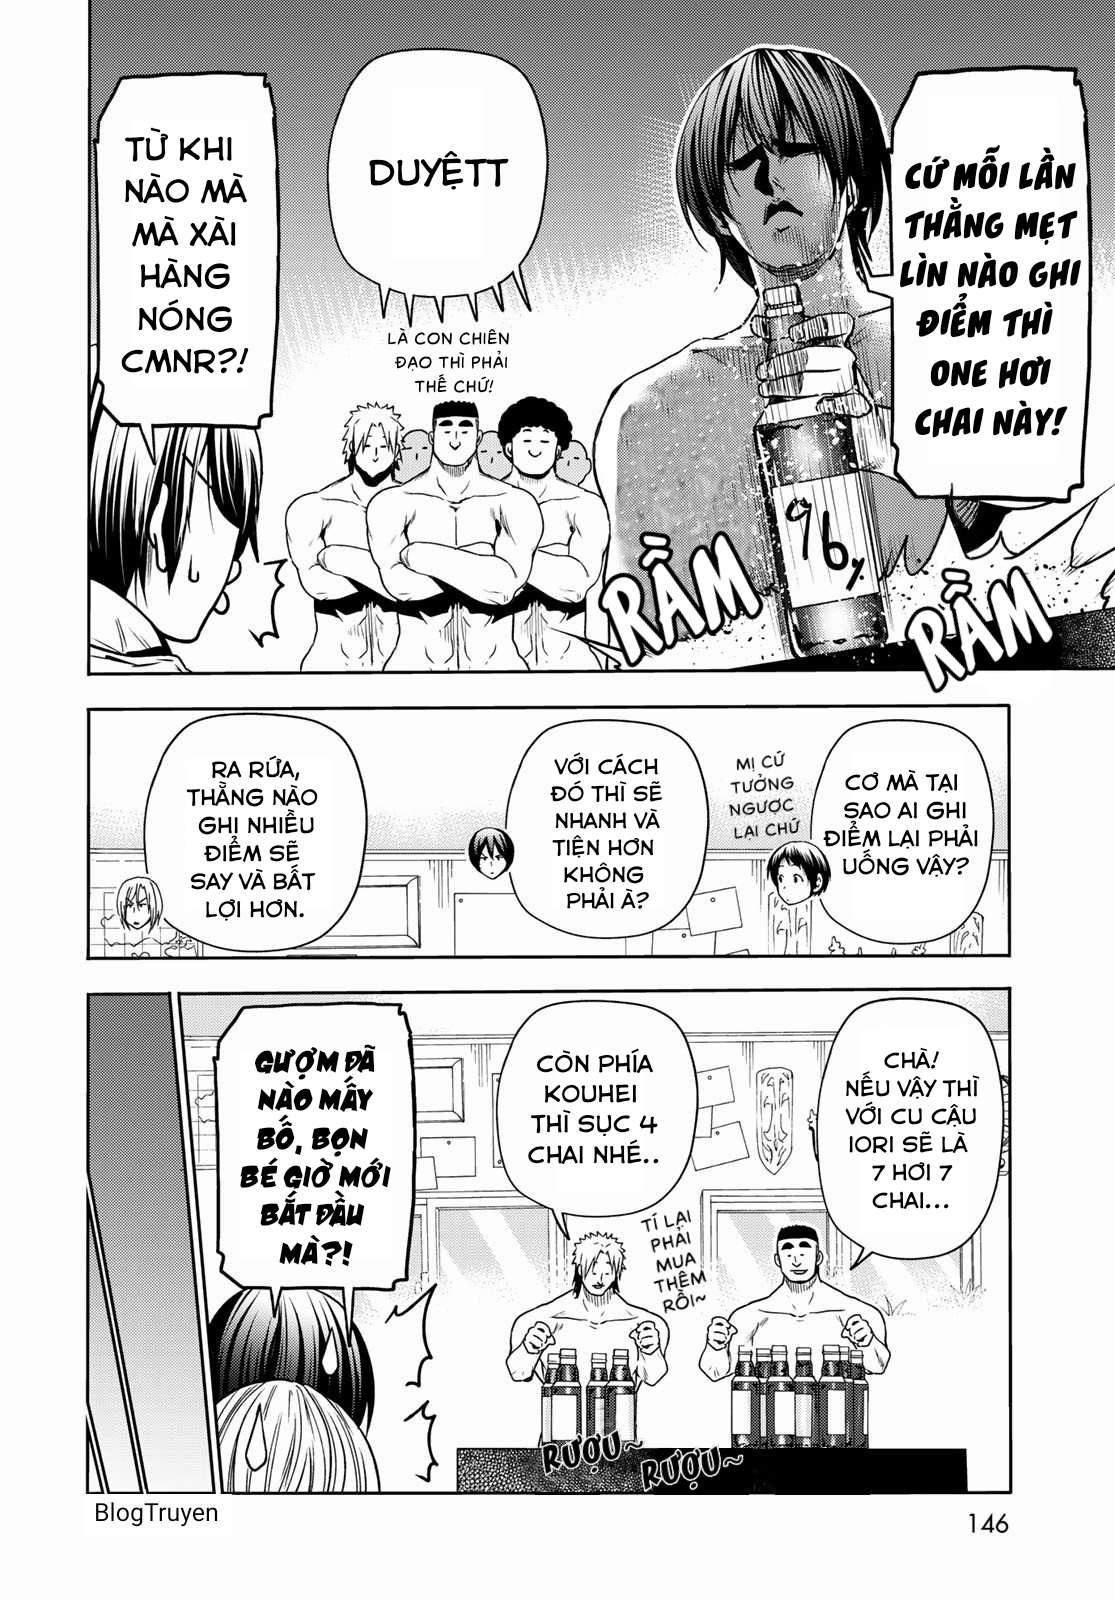 CỨ MỖI LẦN
THẰNG MẸT
LÌN NÀO GHI
ĐIỂM THÌ
ONE HƠI
CHAI NÀY!
DUYỆTT
LÀ CON CHIÊN
ĐẠO THÌ PHẢI
THẾ CHỨ!
TỪ KHI
NÀO MÀ
MÀ XÀI
HÀNG
NÓNG
CMNR?!
96%
RẦM
RẦM
CƠ MÀ TẠI
SAO AI GHI
ĐIỂM LẠI PHẢI
UỐNG VẬY?
MỊ CỨ
TƯỞNG
NGƯỢC
LẠI CHỨ
VỚI CÁCH
ĐÓ THÌ SẼ
NHANH VÀ
TIỆN HƠN
KHÔNG
PHẢI À?
RA RỨA,
THẰNG NÀO
GHI NHIỀU
ĐIỂM SẼ
SAY VÀ BẤT
LỢI HƠN.
CHÀ!
NẾU VẬY THÌ
VỚI CU CẬU
IORI SẼ LÀ
7 HƠI 7
CHAI...
CÒN PHÍA
KOUHEI
THÌ SỤC 4
CHAI NHÉ..
TÍ LẠI
PHẢI
MUA
THÊM
RỒI~
GƯỢM ĐÃ
NÀO MẤY
BỐ, BỌN
BÉ GIỜ MỚI
BẮT ĐẦU
MÀ?!
RƯỢU~
RƯỢU~
BlogTruyen
146